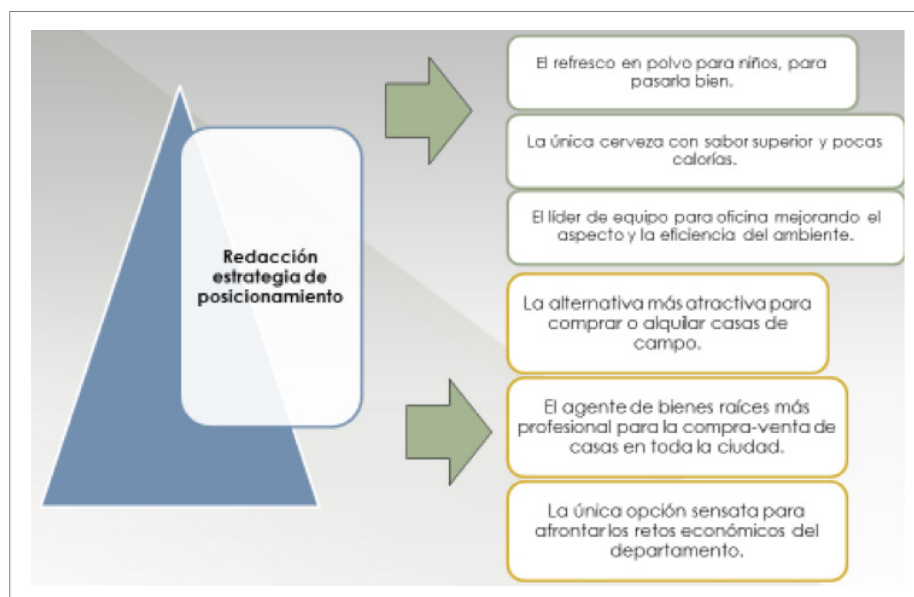 El refresco en polvo para niños, para
pasarla bien.
La única cerveza con sabor superior y pocas
calorías.
El líder de equipo para oficina mejorando el
aspecto y la eficiencia del ambiente.
Redacción
estrategia de
posicionamiento
La alternativa más atractiva para
comprar o alquilar casas de
campo.
El agente de bienes raíces más
profesional para la compra-venta de
casas en toda la ciudad.
La única opción sensata para
afrontar los retos económicos del
departamento.